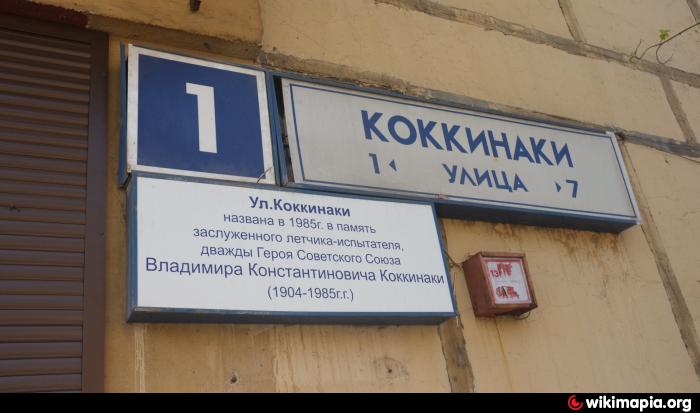 1
КОККИНАКИ
1 УЛИЦА 7
Ул.Коккинаки
названа в 1985г. в память
заслуженного летчика-испытателя,
дважды Героя Советского Союза
Владимира Константиновича Коккинаки
(1904-1985г.г.)
wikimapia.org